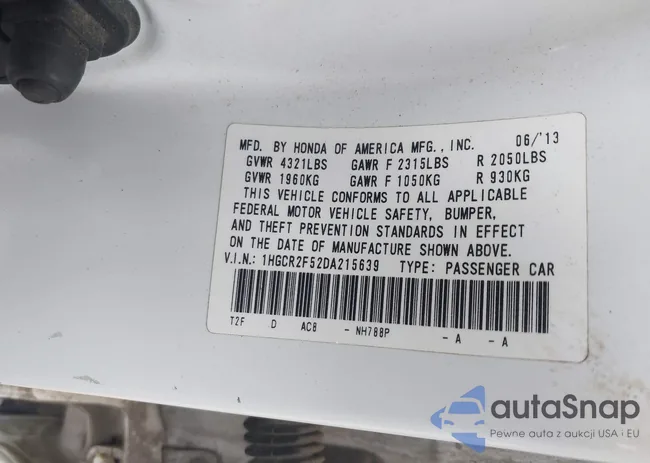 MFD. BY HONDA OF AMERICA MFG., INC. 06/'13
GVWR 4321LBS GAWR F 2315LBS R 2050LBS
GVWR 1960KG GAWR F 1050KG R 930KG
THIS VEHICLE CONFORMS TO ALL APPLICABLE
FEDERAL MOTOR VEHICLE SAFETY, BUMPER,
AND THEFT PREVENTION STANDARDS IN EFFECT
ON THE DATE OF MANUFACTURE SHOWN ABOVE.
V.I.N.: 1HGCR2F52DA215639 TYPE: PASSENGER CAR
T2F D AC8 - NH788P - A - A
autaSnap
Pewne auta z aukcji USA i EU